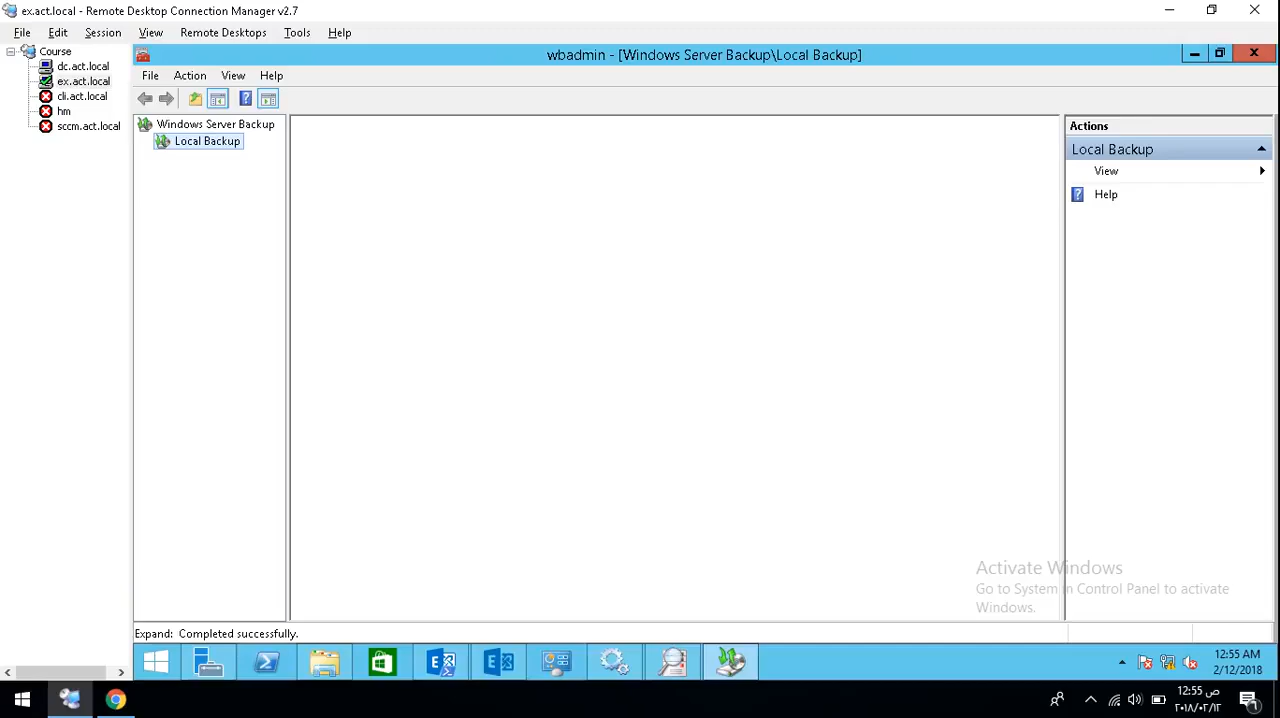 ex.act.local - Remote Desktop Connection Manager v2.7
File Edit Session View Remote Desktops Tools Help
Course
dc.act.local
ex.act.local
cli.act.local
hm
sccm.act.local
wbadmin - [Windows Server Backup\Local Backup]
File Action View Help
Windows Server Backup
Local Backup
Actions
Local Backup
View
Help
Activate Windows
Go to System in Control Panel to activate
Windows.
Expand: Completed successfully.
12:55 AM
2/12/2018
12:55 ص
٢٠١٨/٠٢/١٢